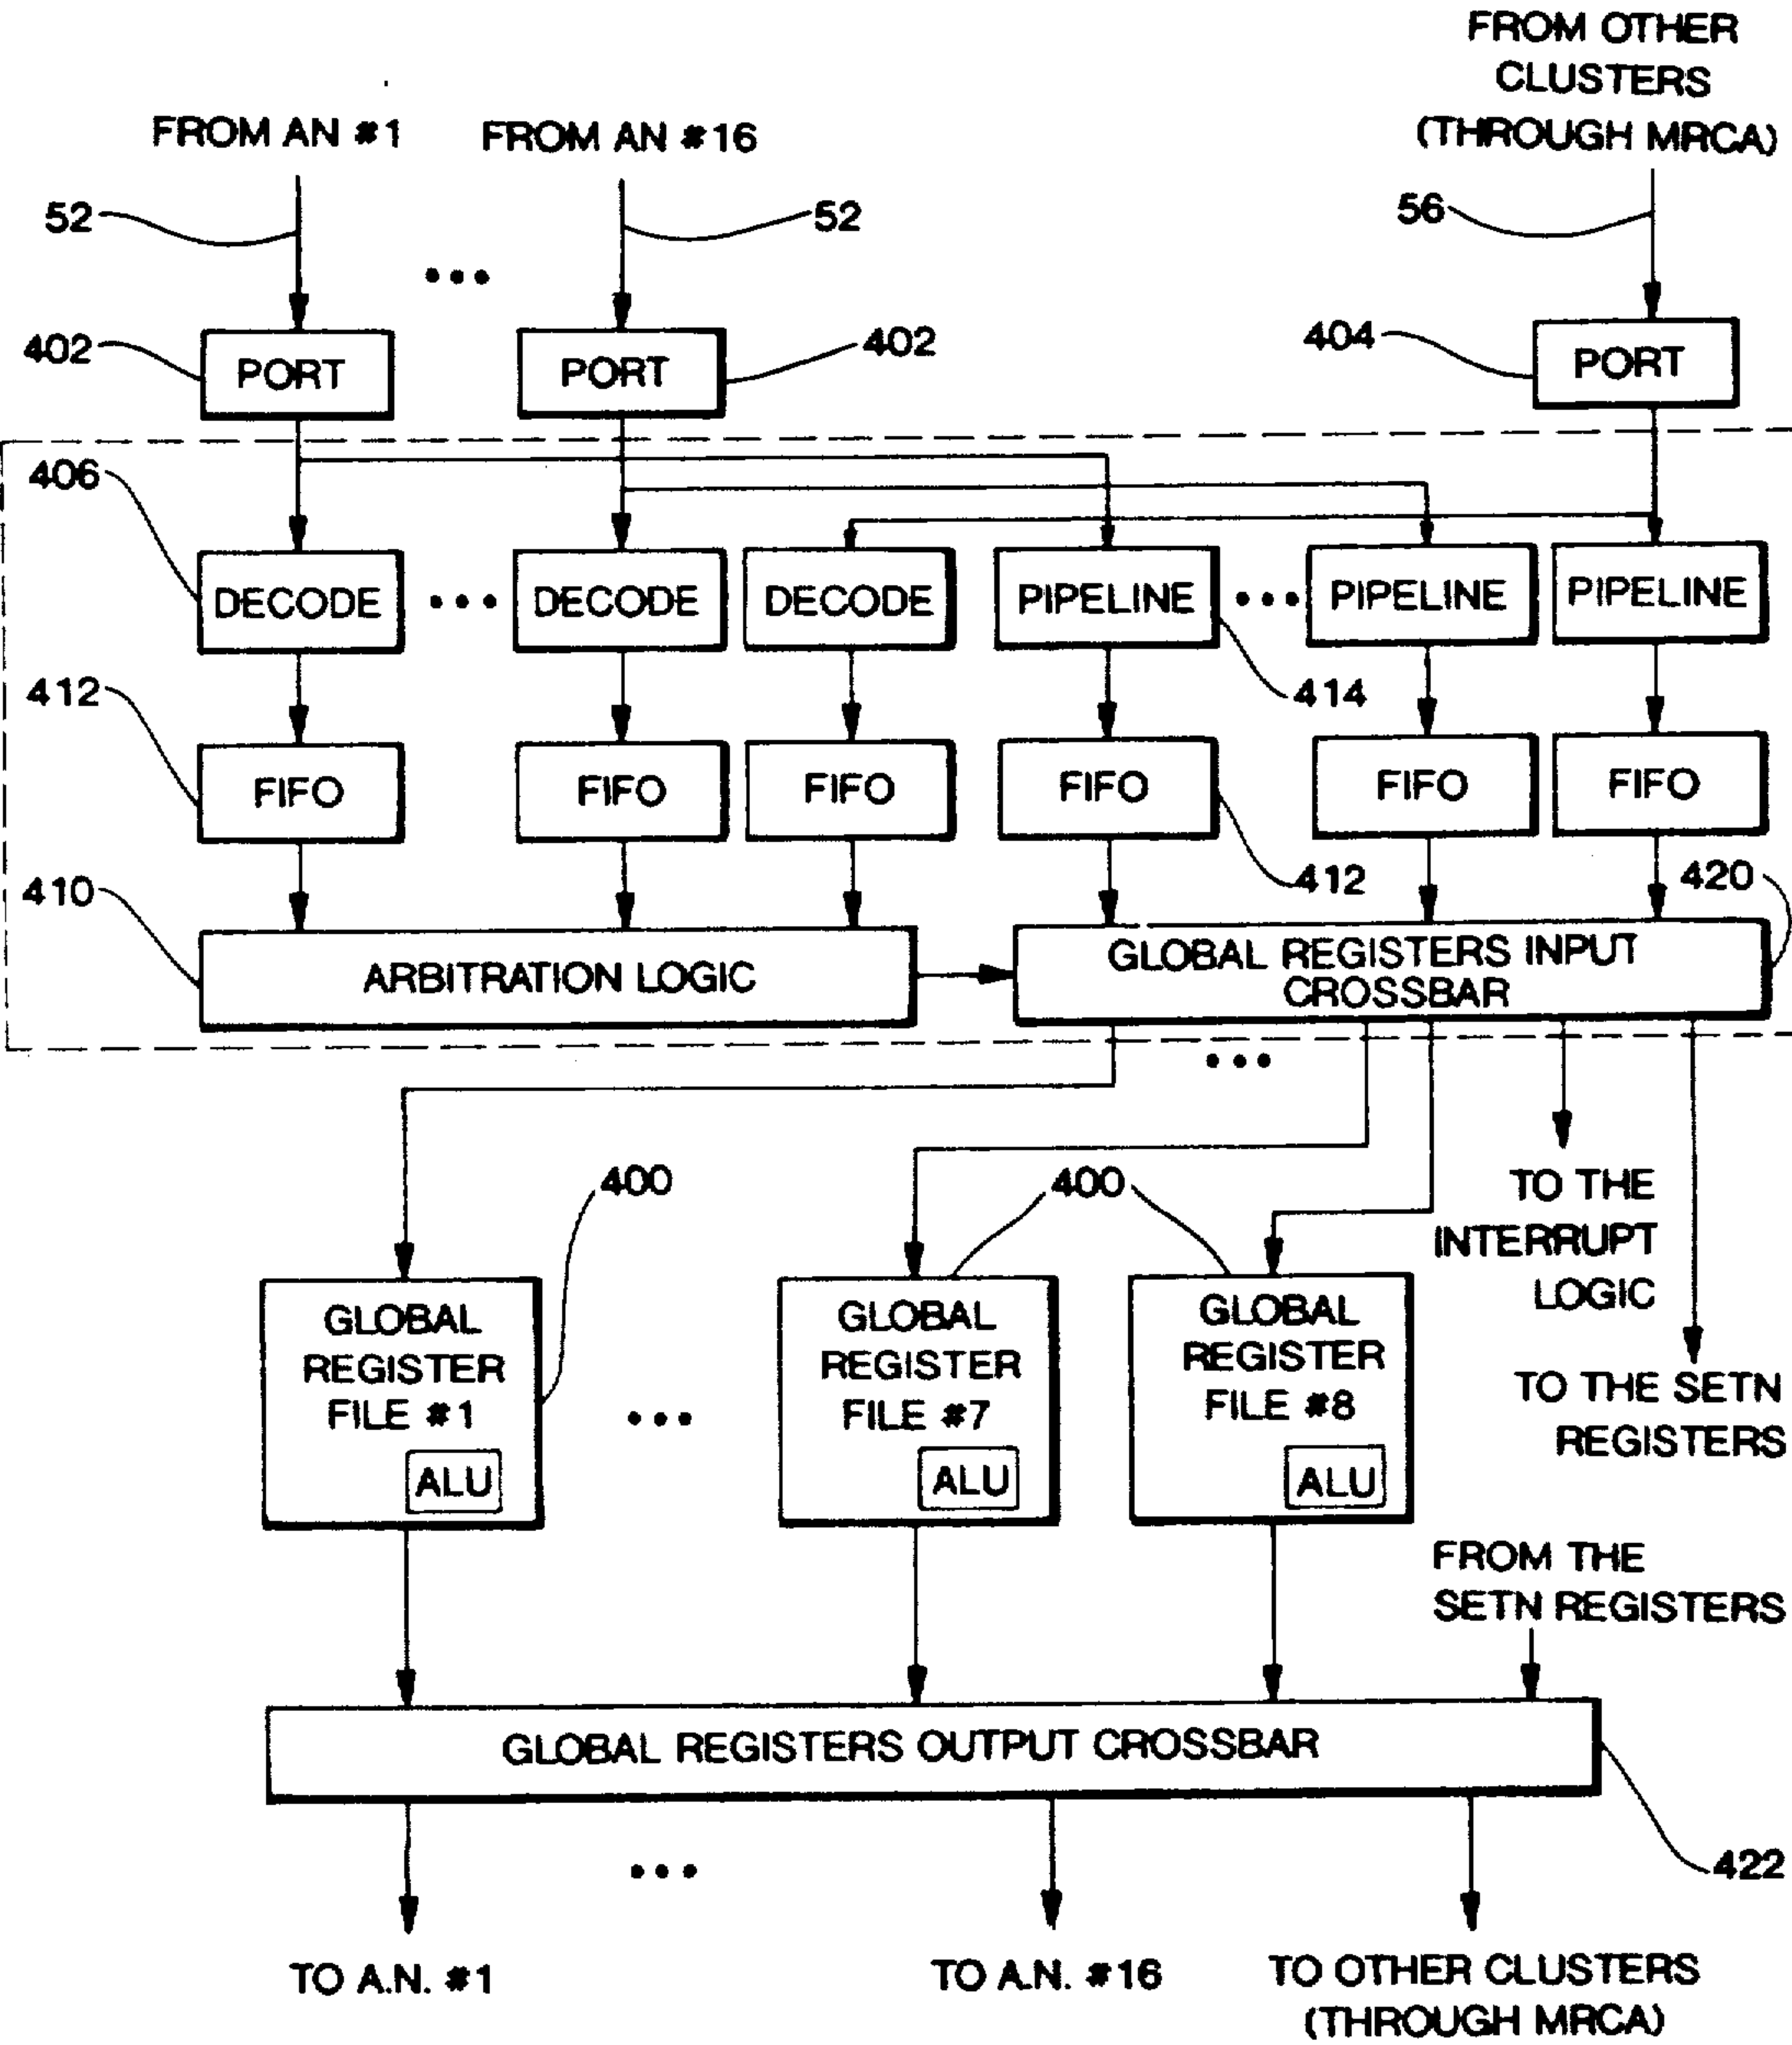 FROM OTHER
CLUSTERS
(THROUGH MRCA)
FROM AN #1
FROM AN #16
52
52
56
402
PORT
PORT
402
404
PORT
406
DECODE
DECODE
DECODE
PIPELINE
PIPELINE
PIPELINE
414
412
FIFO
FIFO
FIFO
FIFO
FIFO
FIFO
412
420
410
ARBITRATION LOGIC
GLOBAL REGISTERS INPUT
CROSSBAR
400
400
TO THE
INTERRUPT
LOGIC
GLOBAL
REGISTER
FILE #1
ALU
GLOBAL
REGISTER
FILE #7
ALU
GLOBAL
REGISTER
FILE #8
ALU
TO THE SETN
REGISTERS
FROM THE
SETN REGISTERS
GLOBAL REGISTERS OUTPUT CROSSBAR
422
TO A.N. #1
TO A.N. #16
TO OTHER CLUSTERS
(THROUGH MRCA)